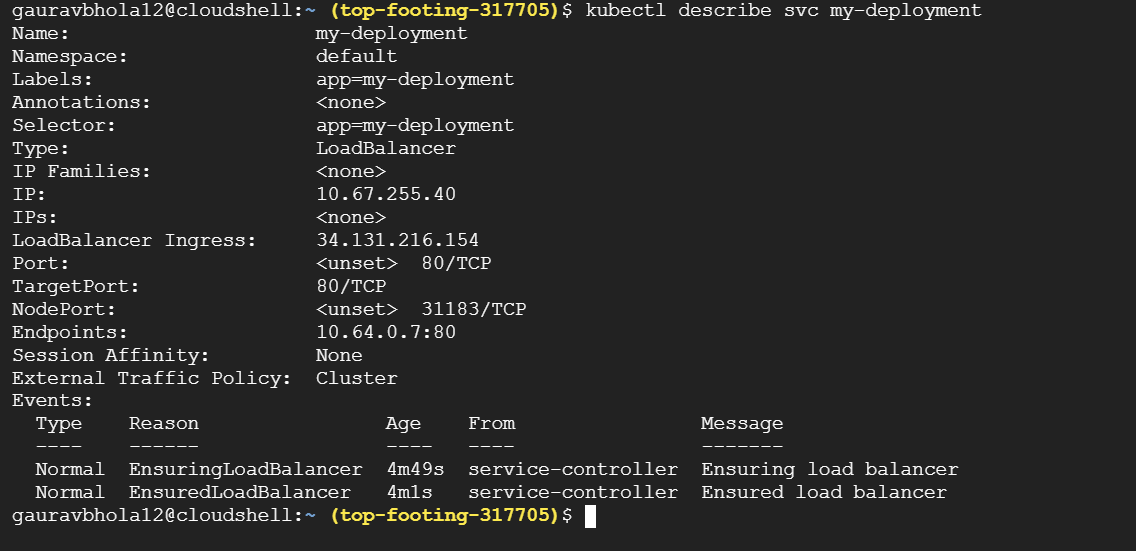 gauravbhola12@cloudshell:~ (top-footing-317705)$ kubectl describe svc my-deployment
Name:                     my-deployment
Namespace:                default
Labels:                   app=my-deployment
Annotations:              <none>
Selector:                 app=my-deployment
Type:                     LoadBalancer
IP Families:              <none>
IP:                       10.67.255.40
IPs:                      <none>
LoadBalancer Ingress:     34.131.216.154
Port:                     <unset>  80/TCP
TargetPort:               80/TCP
NodePort:                 <unset>  31183/TCP
Endpoints:                10.64.0.7:80
Session Affinity:         None
External Traffic Policy:  Cluster
Events:
  Type    Reason                Age    From                Message
  ----    ------                ----   ----                -------
  Normal  EnsuringLoadBalancer  4m49s  service-controller  Ensuring load balancer
  Normal  EnsuredLoadBalancer   4m1s   service-controller  Ensured load balancer
gauravbhola12@cloudshell:~ (top-footing-317705)$